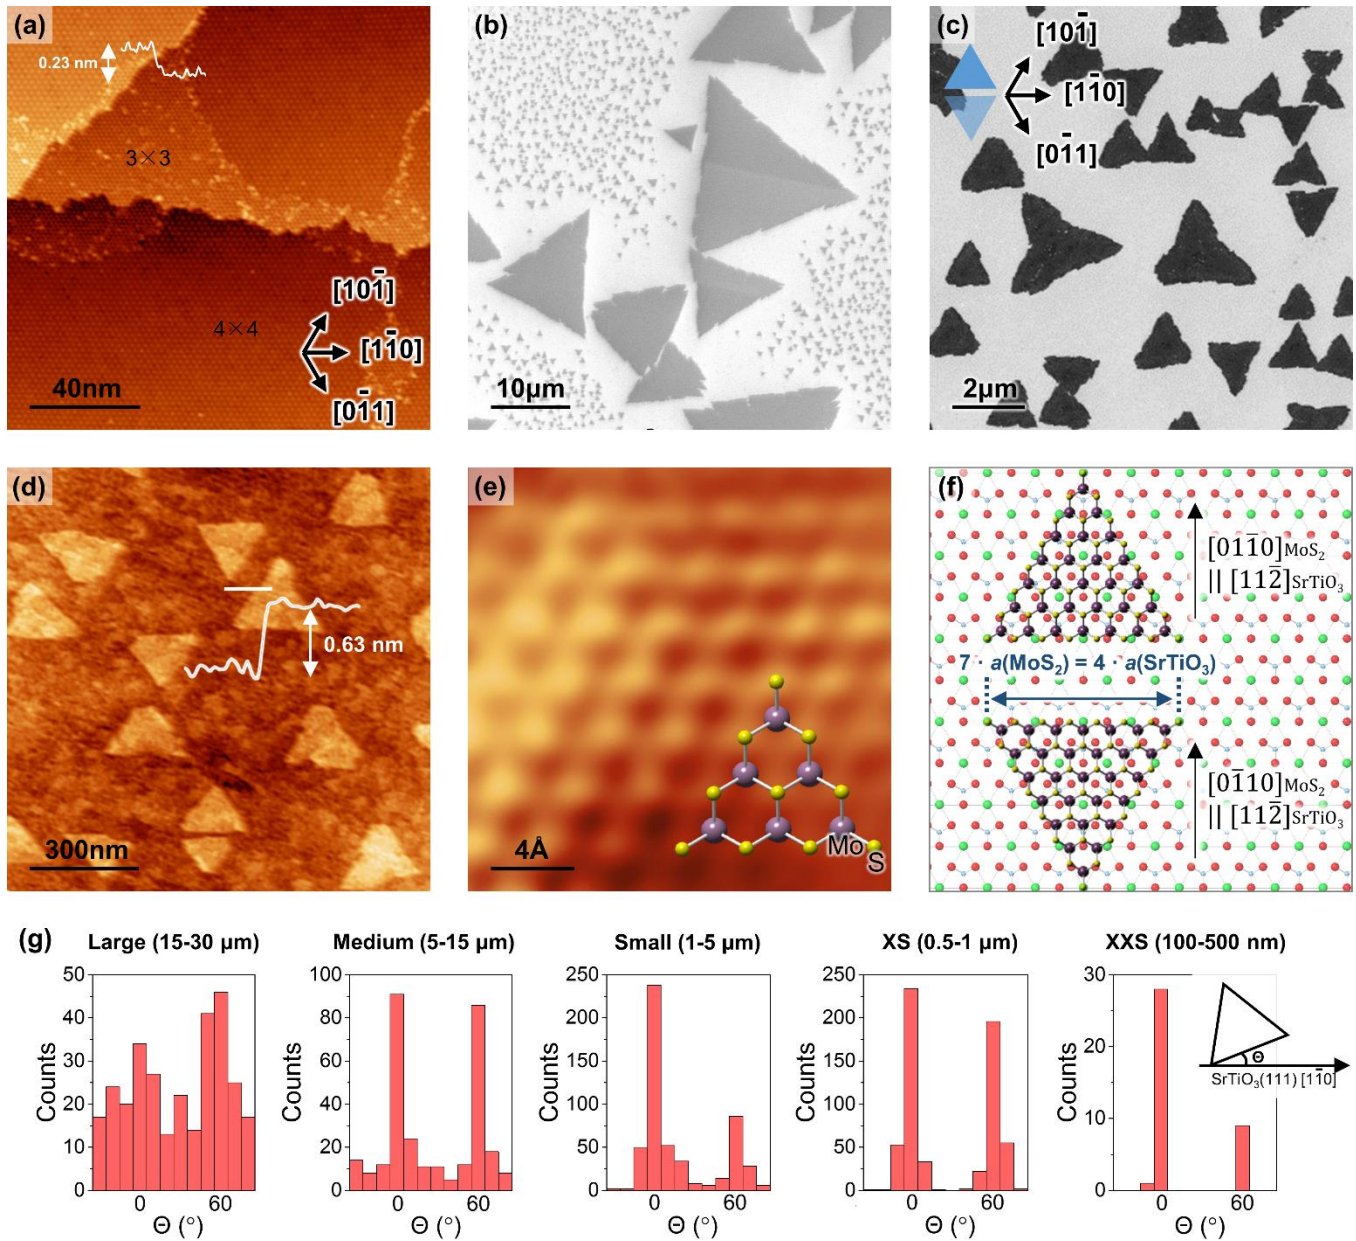 (a)
0.23 nm
3×3
4×4
[101̄]
[11̄0]
[01̄1]
40nm
(b)
10μm
(c)
[101̄]
[11̄0]
[01̄1]
2μm
(d)
0.63 nm
300nm
(e)
4Å
Mo
S
(f)
[011̄0]MoS₂
|| [112̄]SrTiO₃
7 · a(MoS₂) = 4 · a(SrTiO₃)
[01̄10]MoS₂
|| [112̄]SrTiO₃
(g)
Large (15-30 μm)
Counts
50
40
30
20
10
0
0 60
Θ (°)
Medium (5-15 μm)
Counts
100
80
60
40
20
0
0 60
Θ (°)
Small (1-5 μm)
Counts
250
200
150
100
50
0
0 60
Θ (°)
XS (0.5-1 μm)
Counts
250
200
150
100
50
0
0 60
Θ (°)
XXS (100-500 nm)
Counts
30
20
10
0
0 60
Θ (°)
Θ
SrTiO₃(111) [11̄0]